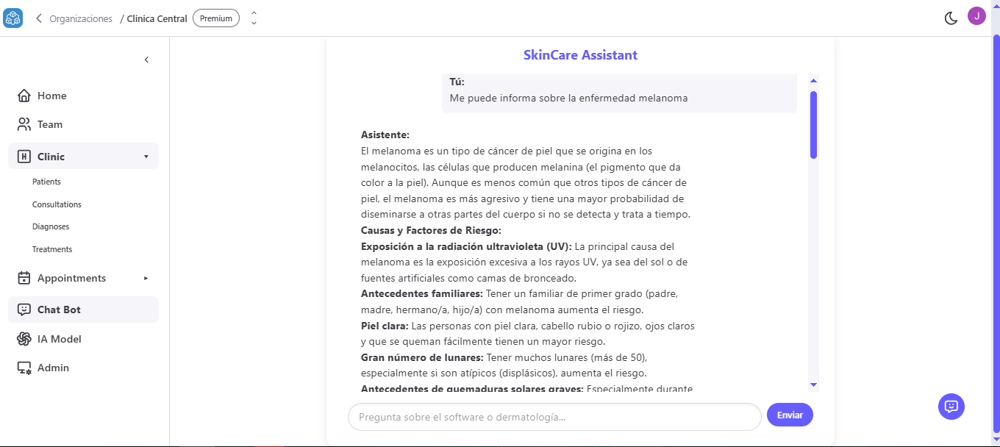 Organizaciones / Clinica Central Premium
J
SkinCare Assistant
Home
Team
Clinic
Patients
Consultations
Diagnoses
Treatments
Appointments
Chat Bot
IA Model
Admin
Tú:
Me puede informa sobre la enfermedad melanoma
Asistente:
El melanoma es un tipo de cáncer de piel que se origina en los
melanocitos, las células que producen melanina (el pigmento que da
color a la piel). Aunque es menos común que otros tipos de cáncer de
piel, el melanoma es más agresivo y tiene una mayor probabilidad de
diseminarse a otras partes del cuerpo si no se detecta y trata a tiempo.
Causas y Factores de Riesgo:
Exposición a la radiación ultravioleta (UV): La principal causa del
melanoma es la exposición excesiva a los rayos UV, ya sea del sol o de
fuentes artificiales como camas de bronceado.
Antecedentes familiares: Tener un familiar de primer grado (padre,
madre, hermano/a, hijo/a) con melanoma aumenta el riesgo.
Piel clara: Las personas con piel clara, cabello rubio o rojizo, ojos claros
y que se queman fácilmente tienen un mayor riesgo.
Gran número de lunares: Tener muchos lunares (más de 50),
especialmente si son atípicos (displásicos), aumenta el riesgo.
Antecedentes de quemaduras solares graves: Especialmente durante
Pregunta sobre el software o dermatología...
Enviar